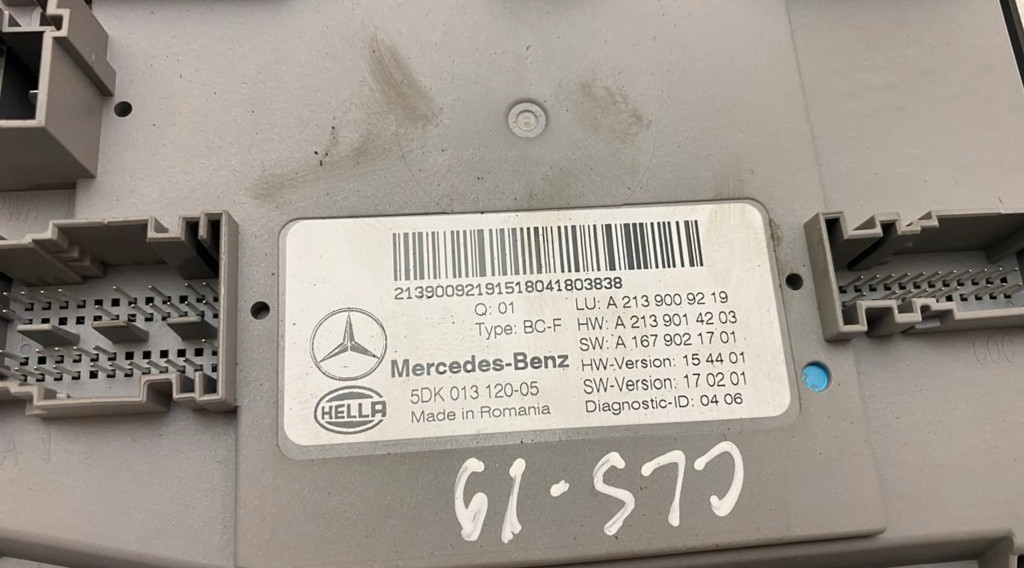 2139009219151804180383​8
Q: 01
LU: A 213 900 92 19
Type: BC-F
HW: A 213 901 42 03
SW: A 167 902 17 01
Mercedes-Benz
HW-Version: 15 44 01
5DK 013 120-05
SW-Version: 17 02 01
HELLA
Made in Romania
Diagnostic-ID: 04 06
CLS-19